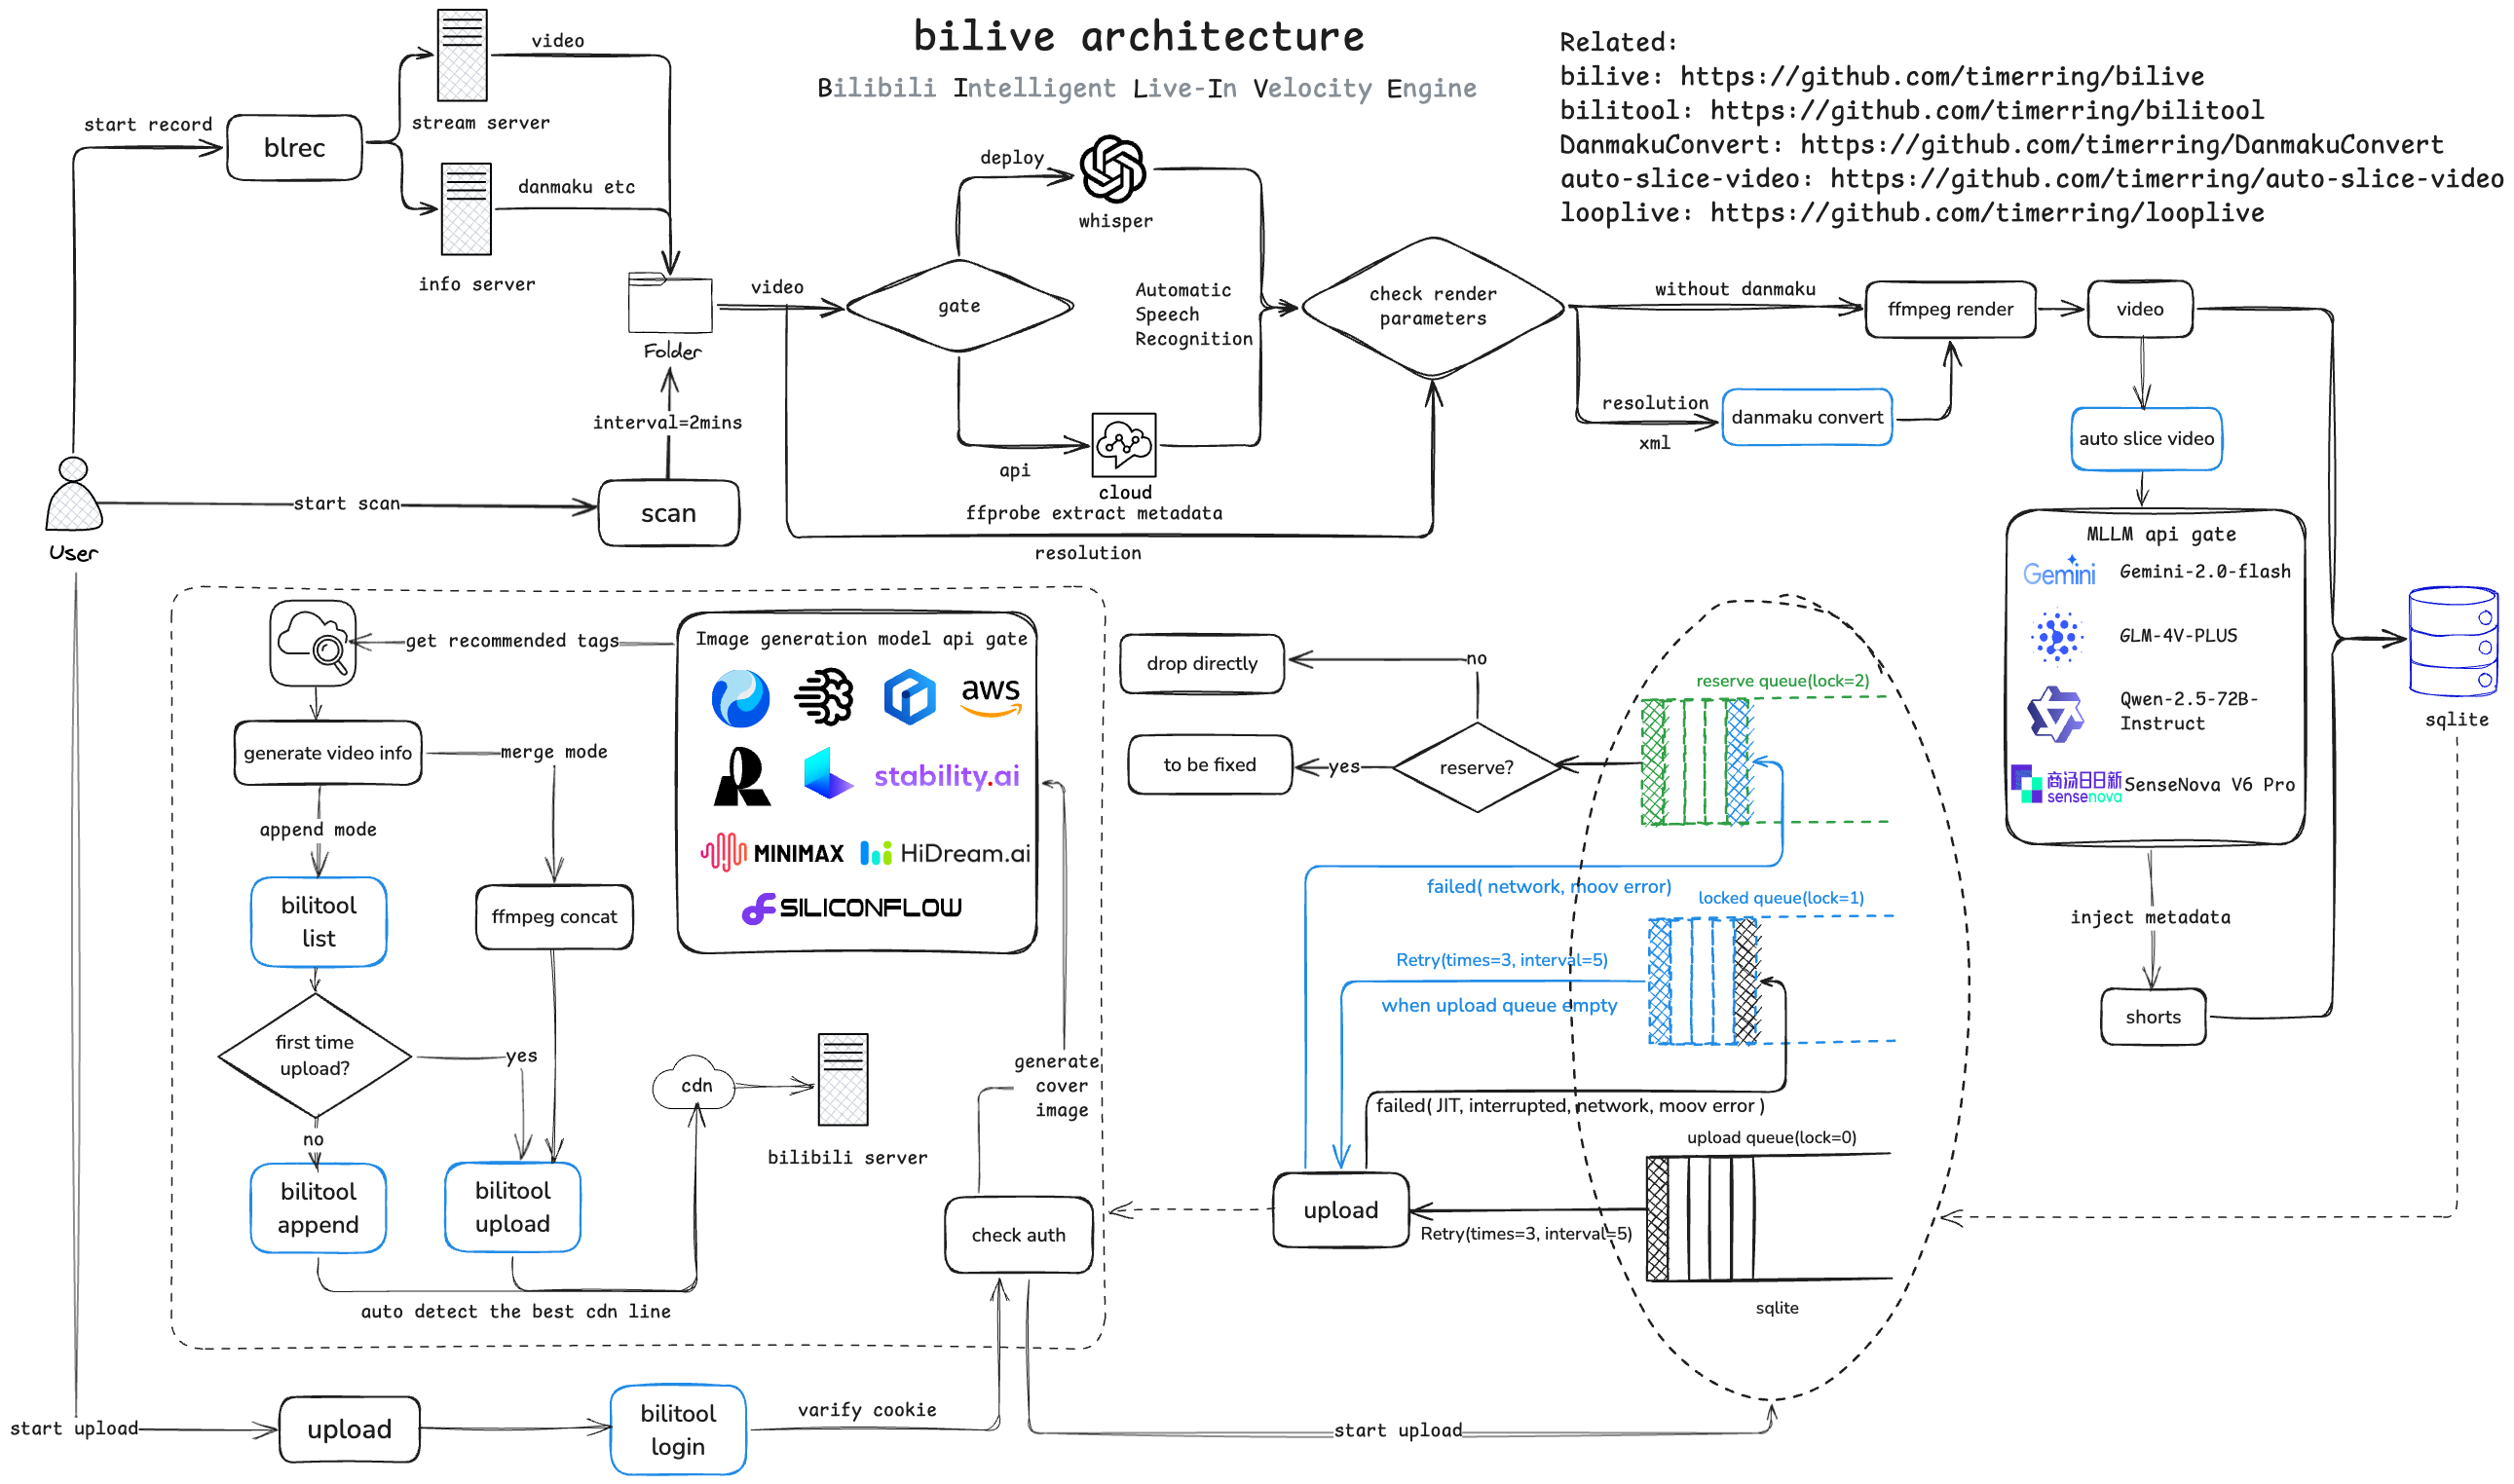 bilive architecture
Bilibili Intelligent Live-In Velocity Engine
Related:
bilive: https://github.com/timerring/bilive
bilitool: https://github.com/timerring/bilitool
DanmakuConvert: https://github.com/timerring/DanmakuConvert
auto-slice-video: https://github.com/timerring/auto-slice-video
looplive: https://github.com/timerring/looplive
start record
blrec
video
stream server
danmaku etc
info server
Folder
interval=2mins
scan
start scan
User
video
gate
deploy
whisper
Automatic
Speech
Recognition
api
cloud
ffprobe extract metadata
resolution
check render
parameters
without danmaku
resolution
xml
danmaku convert
ffmpeg render
video
auto slice video
MLLM api gate
Gemini
Gemini-2.0-flash
GLM-4V-PLUS
Qwen-2.5-72B-
Instruct
商汤日日新
sensenova
SenseNova V6 Pro
inject metadata
shorts
sqlite
get recommended tags
Image generation model api gate
aws
stability.ai
MINIMAX
HiDream.ai
SILICONFLOW
generate video info
merge mode
append mode
bilitool
list
ffmpeg concat
first time
upload?
yes
no
bilitool
append
bilitool
upload
auto detect the best cdn line
cdn
bilibili server
generate
cover
image
check auth
drop directly
no
to be fixed
yes
reserve?
reserve queue(lock=2)
failed( network, moov error)
locked queue(lock=1)
Retry(times=3, interval=5)
when upload queue empty
failed( JIT, interrupted, network, moov error )
upload queue(lock=0)
upload
Retry(times=3, interval=5)
sqlite
start upload
upload
bilitool
login
varify cookie
start upload